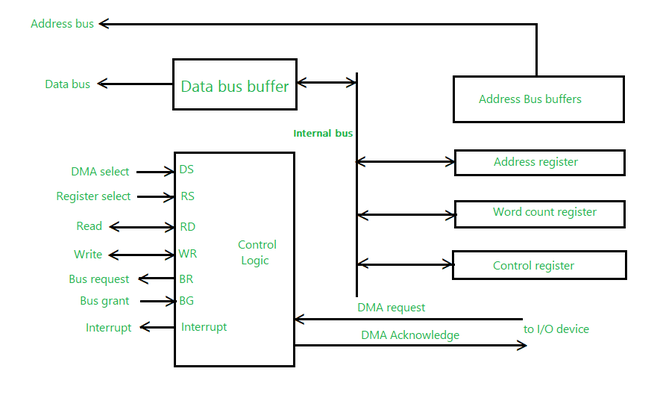 Address bus
Data bus
Data bus buffer
Address Bus buffers
Internal bus
Address register
DMA select
DS
Register select
RS
Word count register
Read
RD
Write
WR
Control
Logic
Control register
Bus request
BR
Bus grant
BG
DMA request
Interrupt
Interrupt
DMA Acknowledge
to I/O device